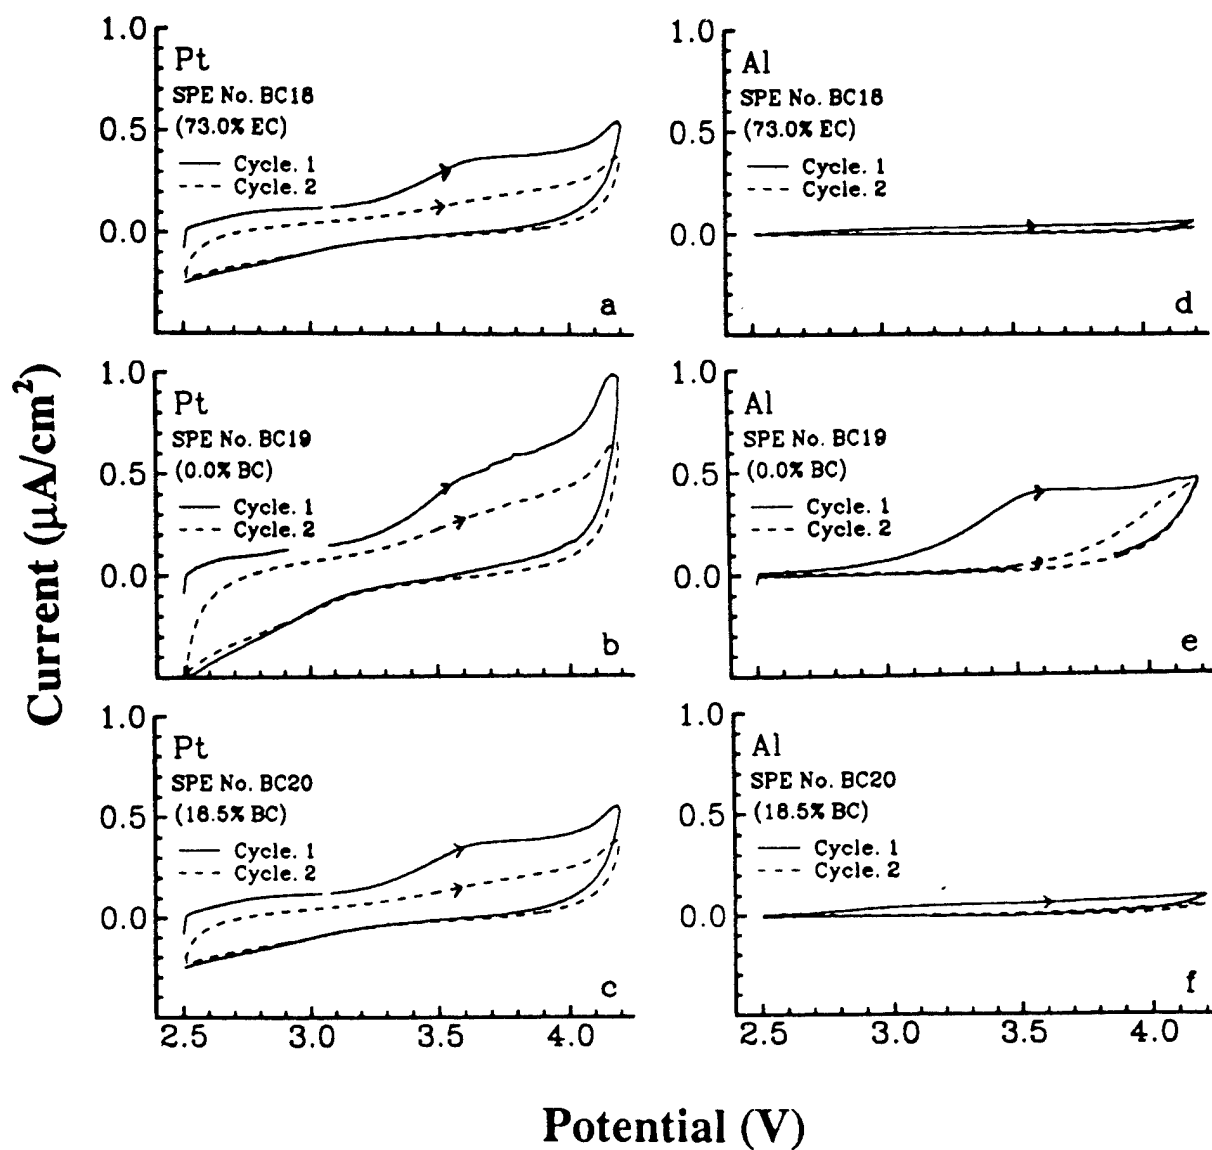 1.0
Pt
SPE No. BC18
(73.0% EC)
0.5
Cycle. 1
Cycle. 2
0.0
a
1.0
Al
SPE No. BC18
(73.0% EC)
0.5
Cycle. 1
Cycle. 2
0.0
d
1.0
Pt
SPE No. BC19
(0.0% BC)
0.5
Cycle. 1
Cycle. 2
0.0
b
1.0
Al
SPE No. BC19
(0.0% BC)
0.5
Cycle. 1
Cycle. 2
0.0
e
1.0
Pt
SPE No. BC20
(18.5% BC)
0.5
Cycle. 1
Cycle. 2
0.0
c
2.5 3.0 3.5 4.0
1.0
Al
SPE No. BC20
(18.5% BC)
0.5
Cycle. 1
Cycle. 2
0.0
f
2.5 3.0 3.5 4.0
Current (μA/cm²)
Potential (V)